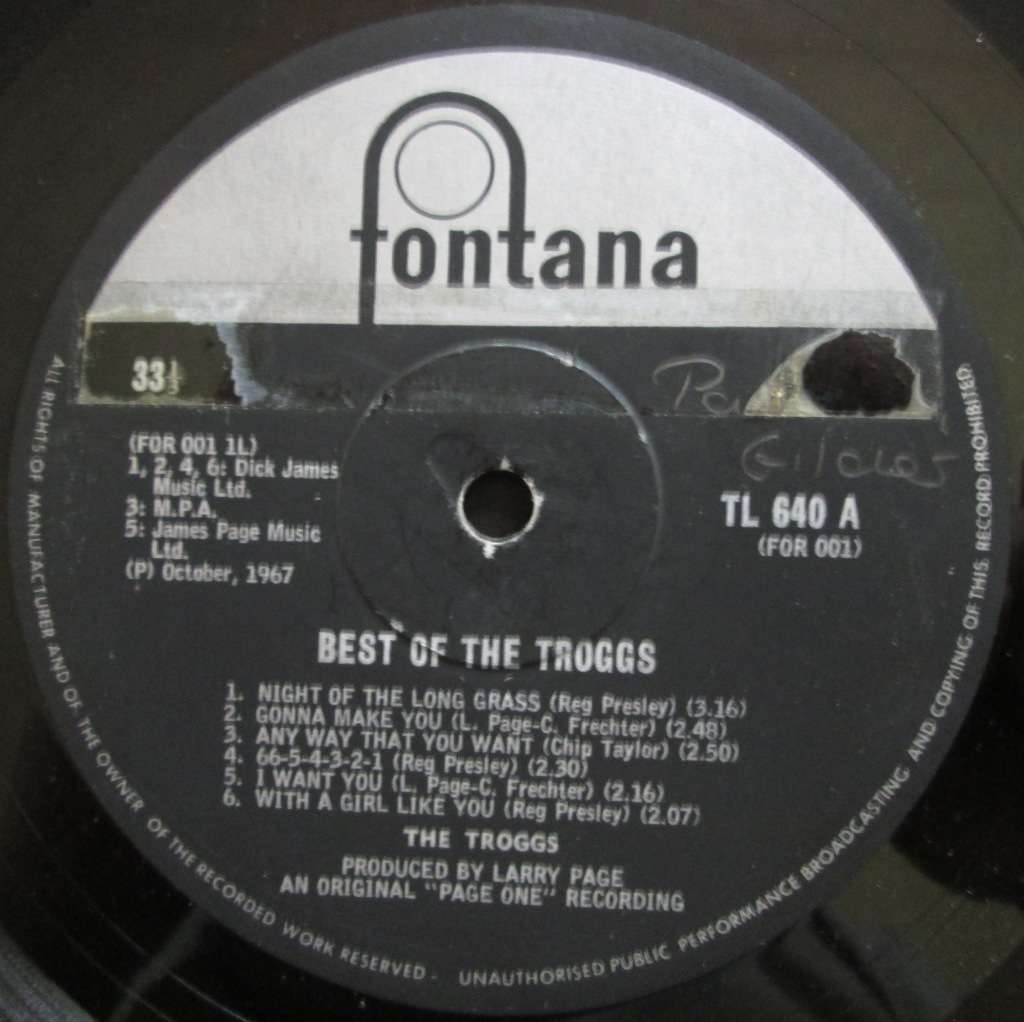 fontana
33⅓
(FOR 001 1L)
1, 2, 4, 6: Dick James
Music Ltd.
3: M.P.A.
5: James Page Music
Ltd.
(P) October, 1967
TL 640 A
(FOR 001)
BEST OF THE TROGGS
1. NIGHT OF THE LONG GRASS (Reg Presley) (3.16)
2. GONNA MAKE YOU (L. Page-C. Frechter) (2.48)
3. ANY WAY THAT YOU WANT (Chip Taylor) (2.50)
4. 66-5-4-3-2-1 (Reg Presley) (2.30)
5. I WANT YOU (L. Page-C. Frechter) (2.16)
6. WITH A GIRL LIKE YOU (Reg Presley) (2.07)
THE TROGGS
PRODUCED BY LARRY PAGE
AN ORIGINAL "PAGE ONE" RECORDING
ALL RIGHTS OF MANUFACTURER AND OF THE OWNER OF THE RECORDED WORK RESERVED - UNAUTHORISED PUBLIC PERFORMANCE BROADCASTING AND COPYING OF THIS RECORD PROHIBITED